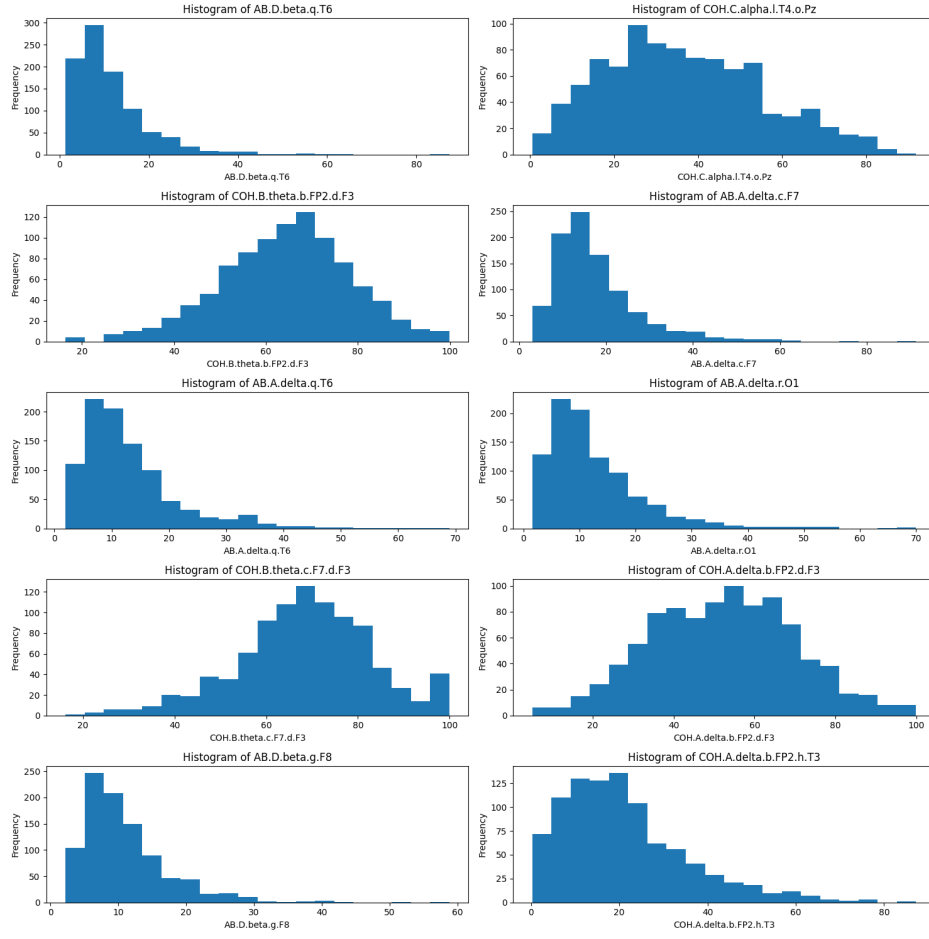 Histogram of AB.D.beta.q.T6
Frequency
300
250
200
150
100
50
0
0 20 40 60 80
AB.D.beta.q.T6
Histogram of COH.C.alpha.l.T4.o.Pz
Frequency
100
80
60
40
20
0
0 20 40 60 80
COH.C.alpha.l.T4.o.Pz
Histogram of COH.B.theta.b.FP2.d.F3
Frequency
120
100
80
60
40
20
0
20 40 60 80 100
COH.B.theta.b.FP2.d.F3
Histogram of AB.A.delta.c.F7
Frequency
250
200
150
100
50
0
0 20 40 60 80
AB.A.delta.c.F7
Histogram of AB.A.delta.q.T6
Frequency
200
150
100
50
0
0 10 20 30 40 50 60 70
AB.A.delta.q.T6
Histogram of AB.A.delta.r.O1
Frequency
200
150
100
50
0
0 10 20 30 40 50 60 70
AB.A.delta.r.O1
Histogram of COH.B.theta.c.F7.d.F3
Frequency
120
100
80
60
40
20
0
20 40 60 80 100
COH.B.theta.c.F7.d.F3
Histogram of COH.A.delta.b.FP2.d.F3
Frequency
100
80
60
40
20
0
20 40 60 80 100
COH.A.delta.b.FP2.d.F3
Histogram of AB.D.beta.g.F8
Frequency
250
200
150
100
50
0
0 10 20 30 40 50 60
AB.D.beta.g.F8
Histogram of COH.A.delta.b.FP2.h.T3
Frequency
125
100
75
50
25
0
0 20 40 60 80
COH.A.delta.b.FP2.h.T3